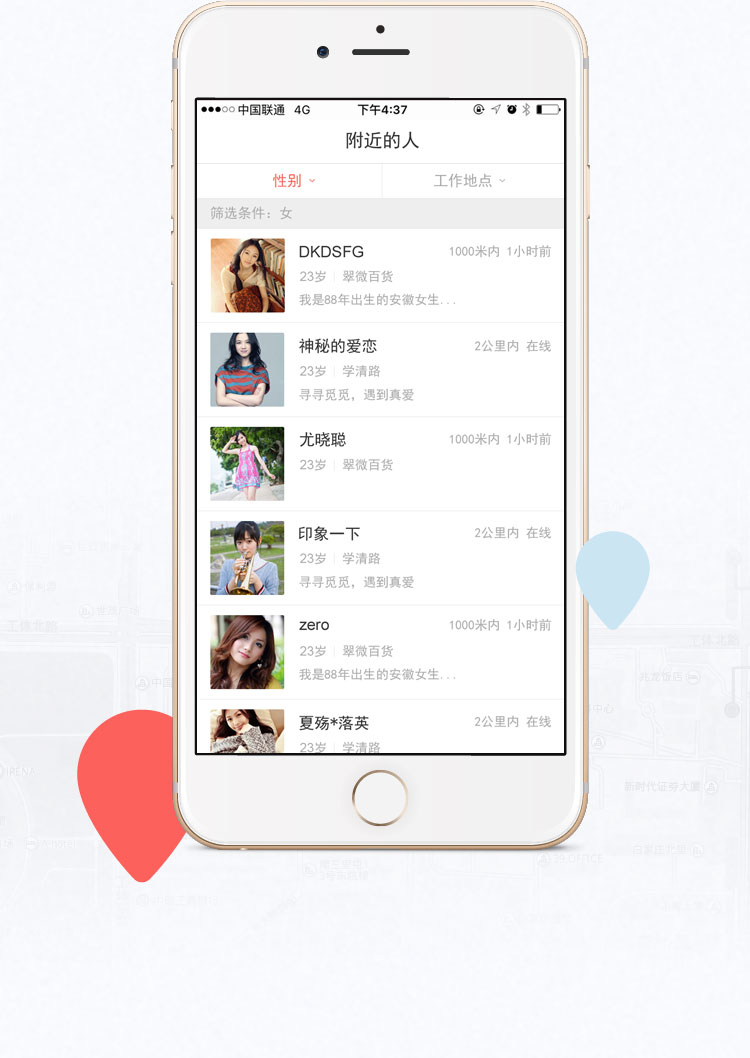 中国联通 4G 下午4:37
附近的人
性别 工作地点
筛选条件：女
DKDSFG 1000米内 1小时前
23岁 翠微百货
我是88年出生的安徽女生...
神秘的爱恋 2公里内 在线
23岁 学清路
寻寻觅觅，遇到真爱
尤晓聪 1000米内 1小时前
23岁 翠微百货
印象一下 2公里内 在线
23岁 学清路
寻寻觅觅，遇到真爱
zero 1000米内 1小时前
23岁 翠微百货
我是88年出生的安徽女生...
夏殇*落英 2公里内 在线
23岁 学清路
保利源
世茂广场
工体北路
工体北路
兆龙饭店
新时代证券大厦
白家庄北里
39 OFFICE